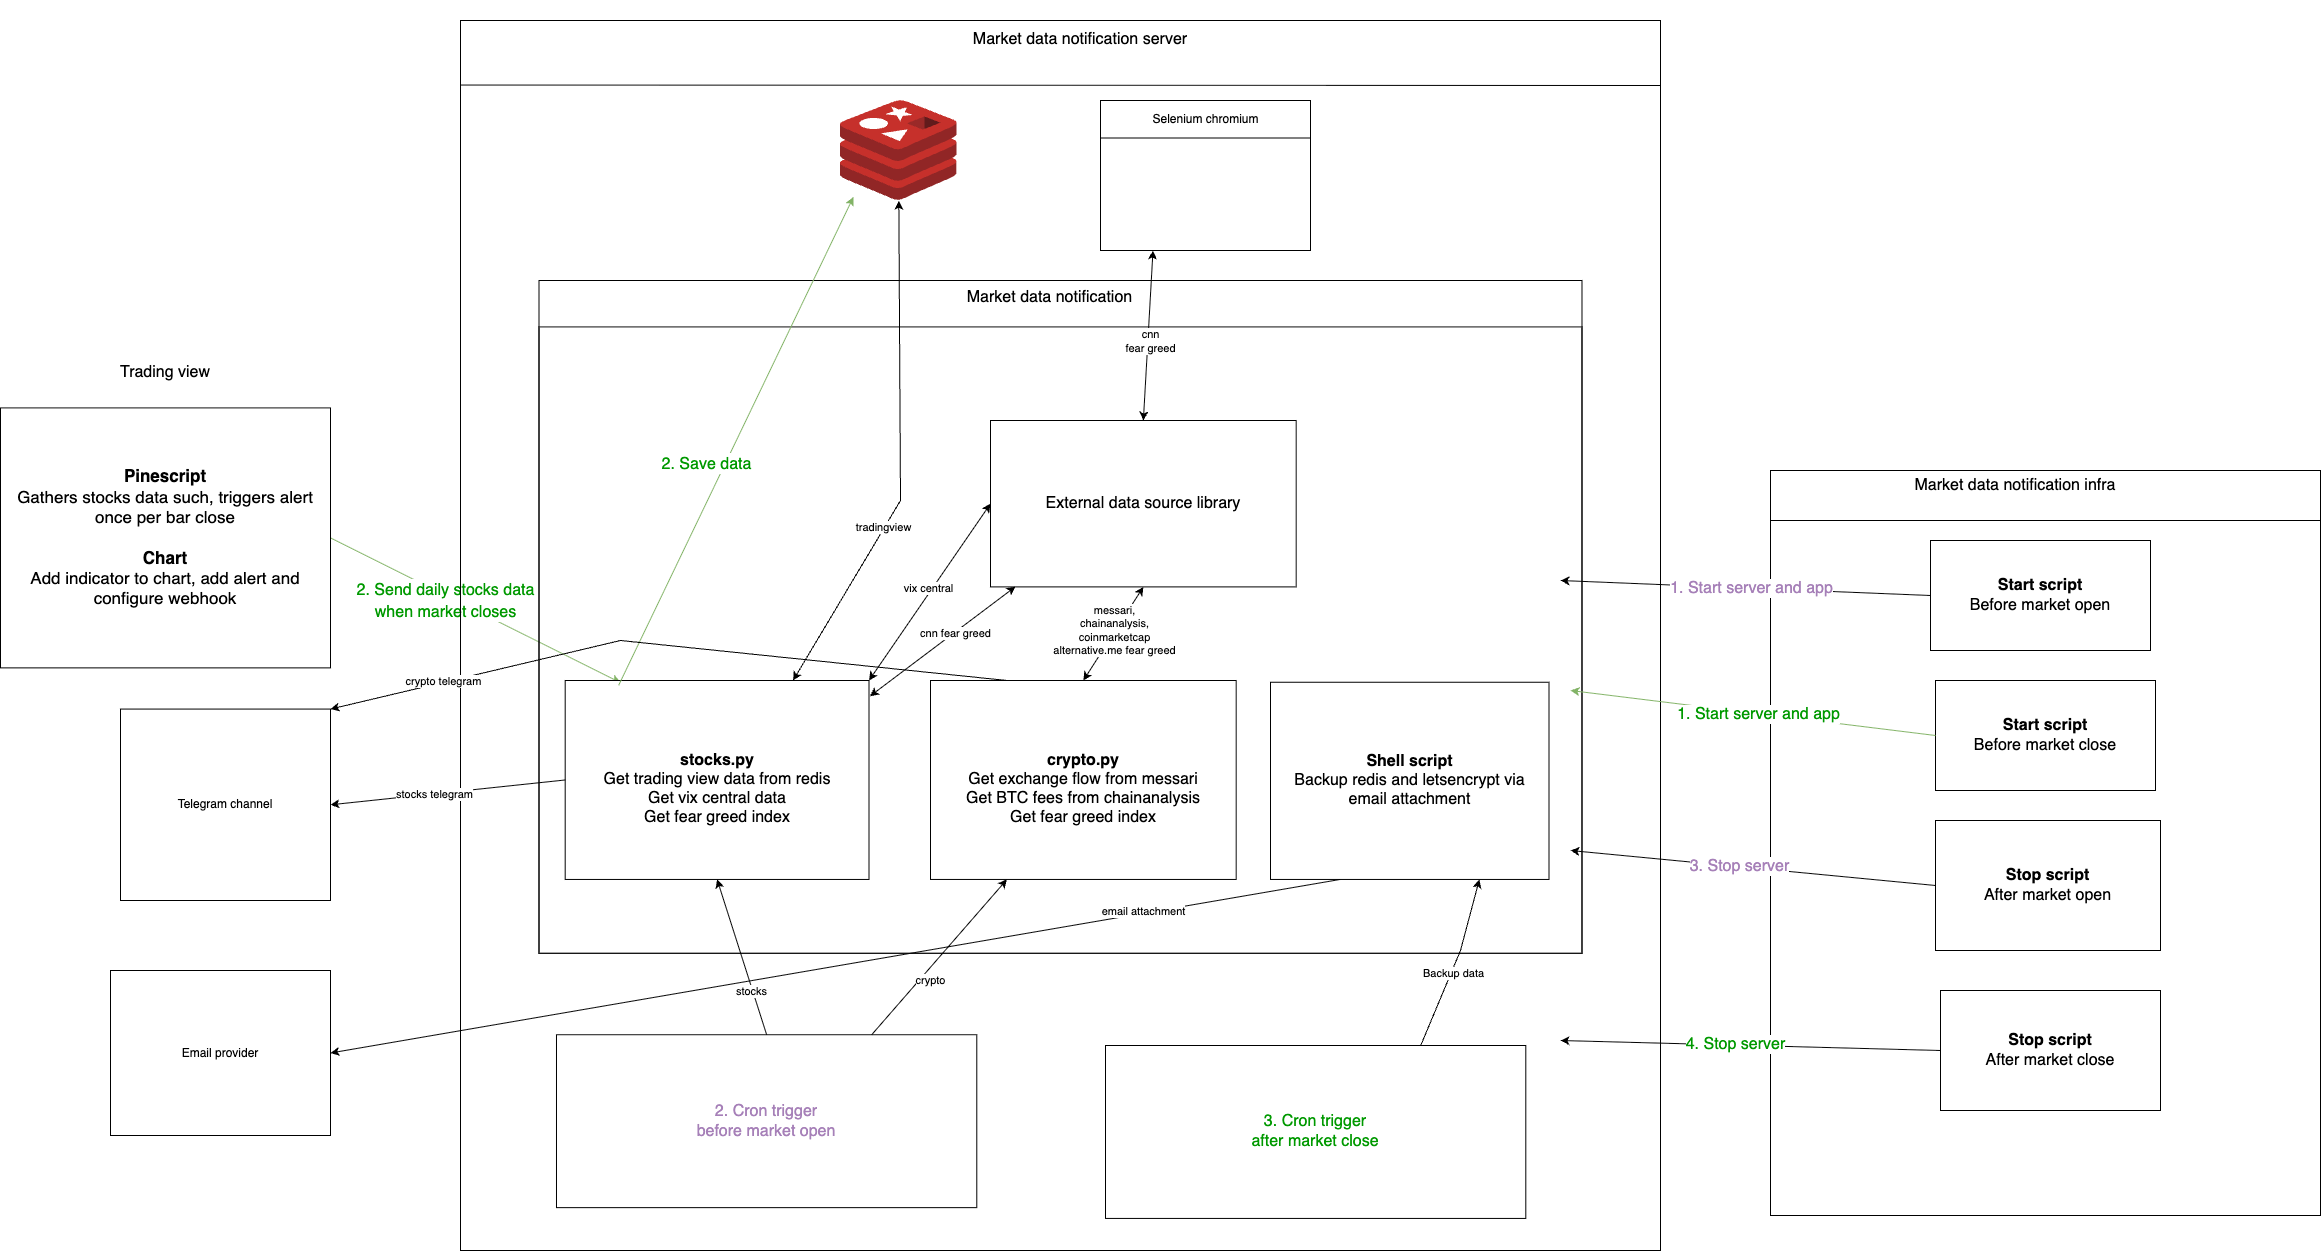 Market data notification server
Selenium chromium
Market data notification
cnn
fear greed
Trading view
Pinescript
Gathers stocks data such, triggers alert
once per bar close
Chart
Add indicator to chart, add alert and
configure webhook
2. Save data
External data source library
tradingview
vix central
cnn fear greed
messari,
chainanalysis,
coinmarketcap
alternative.me fear greed
2. Send daily stocks data
when market closes
crypto telegram
Telegram channel
stocks telegram
stocks.py
Get trading view data from redis
Get vix central data
Get fear greed index
crypto.py
Get exchange flow from messari
Get BTC fees from chainanalysis
Get fear greed index
Shell script
Backup redis and letsencrypt via
email attachment
email attachment
Email provider
stocks
crypto
Backup data
2. Cron trigger
before market open
3. Cron trigger
after market close
Market data notification infra
1. Start server and app
Start script
Before market open
1. Start server and app
Start script
Before market close
3. Stop server
Stop script
After market open
4. Stop server
Stop script
After market close